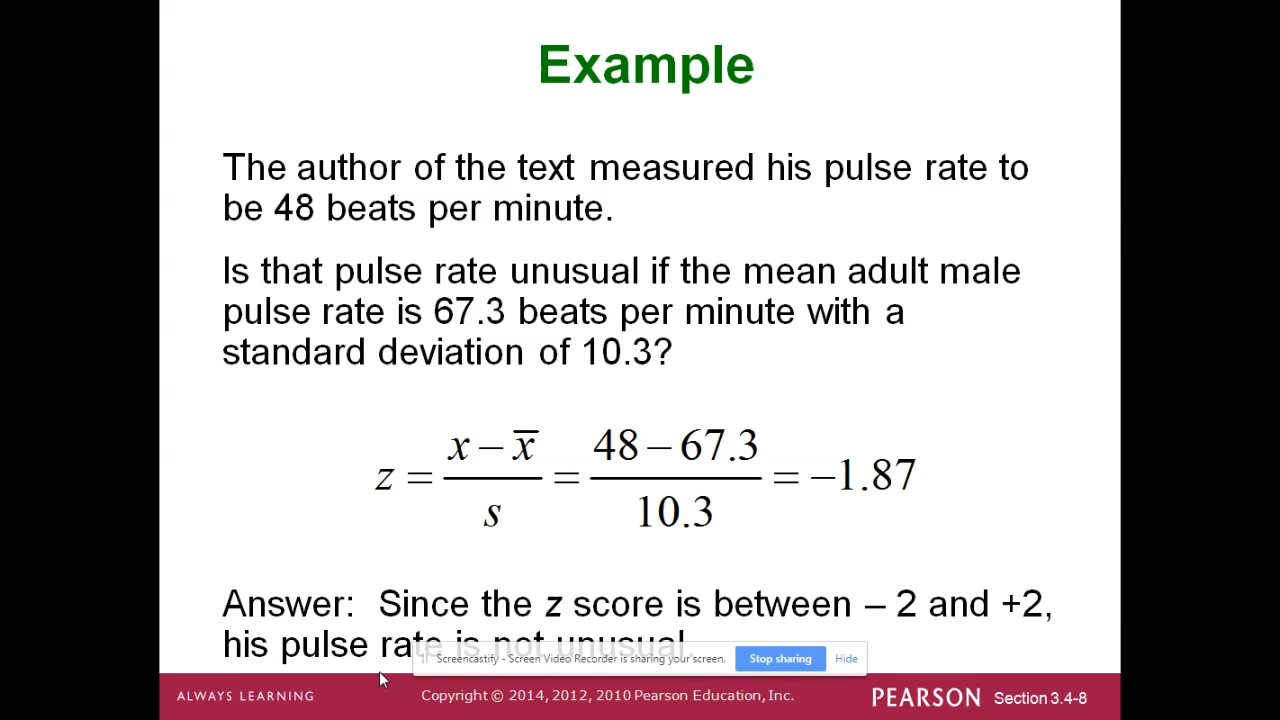 Example
The author of the text measured his pulse rate to
be 48 beats per minute.
Is that pulse rate unusual if the mean adult male
pulse rate is 67.3 beats per minute with a
standard deviation of 10.3?
z = (x − x̅)/s = (48 − 67.3)/10.3 = −1.87
Answer: Since the z score is between – 2 and +2,
his pulse rate is not unusual.
Screencastify - Screen Video Recorder is sharing your screen. Stop sharing Hide
ALWAYS LEARNING Copyright © 2014, 2012, 2010 Pearson Education, Inc. PEARSON Section 3.4-8